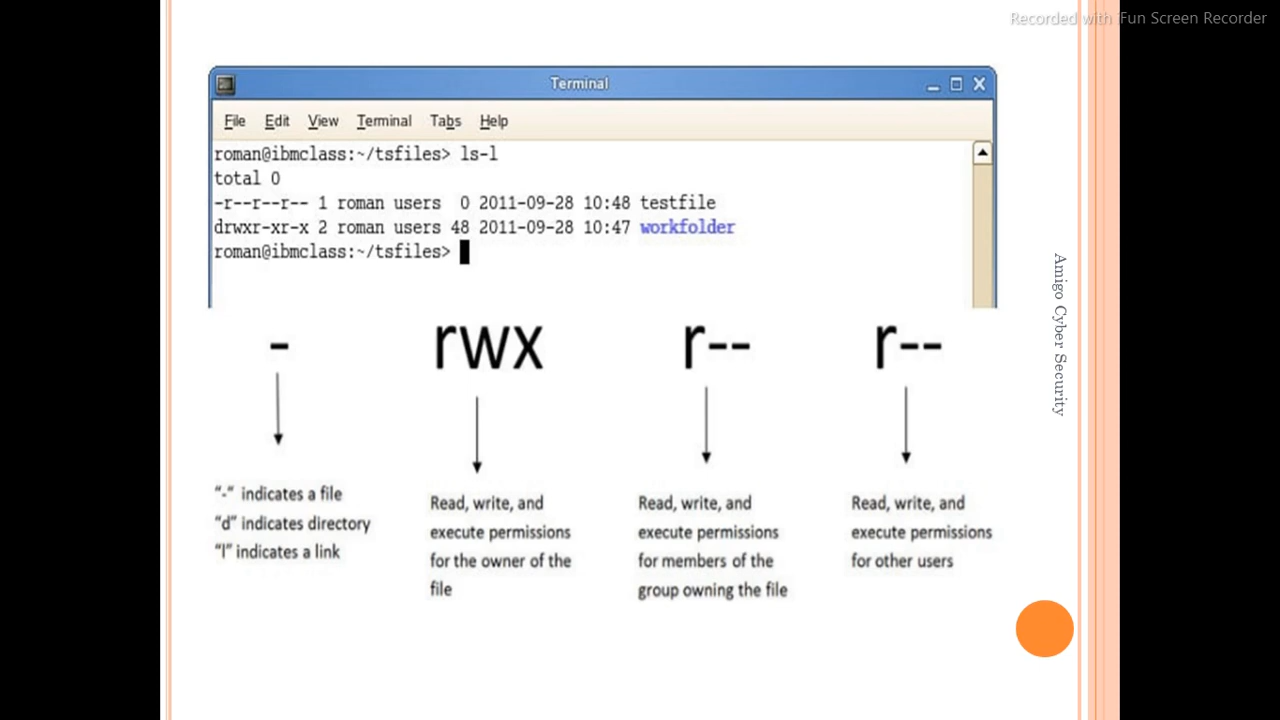 Recorded with iFun Screen Recorder
Terminal
File Edit View Terminal Tabs Help
roman@ibmclass:~/tsfiles> ls-l
total 0
-r--r--r-- 1 roman users 0 2011-09-28 10:48 testfile
drwxr-xr-x 2 roman users 48 2011-09-28 10:47 workfolder
roman@ibmclass:~/tsfiles>
- rwx r-- r--
"-" indicates a file
"d" indicates directory
"l" indicates a link
Read, write, and
execute permissions
for the owner of the
file
Read, write, and
execute permissions
for members of the
group owning the file
Read, write, and
execute permissions
for other users
Amigo Cyber Security